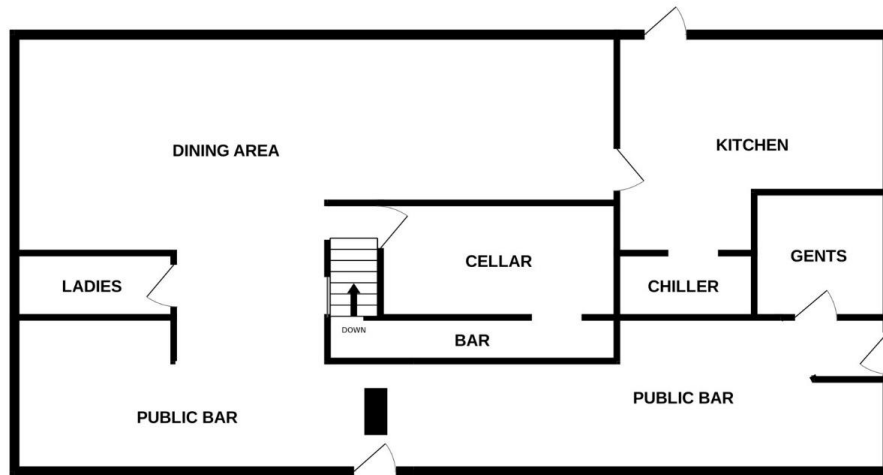 DINING AREA
KITCHEN
LADIES
CELLAR
CHILLER
GENTS
DOWN
BAR
PUBLIC BAR
PUBLIC BAR